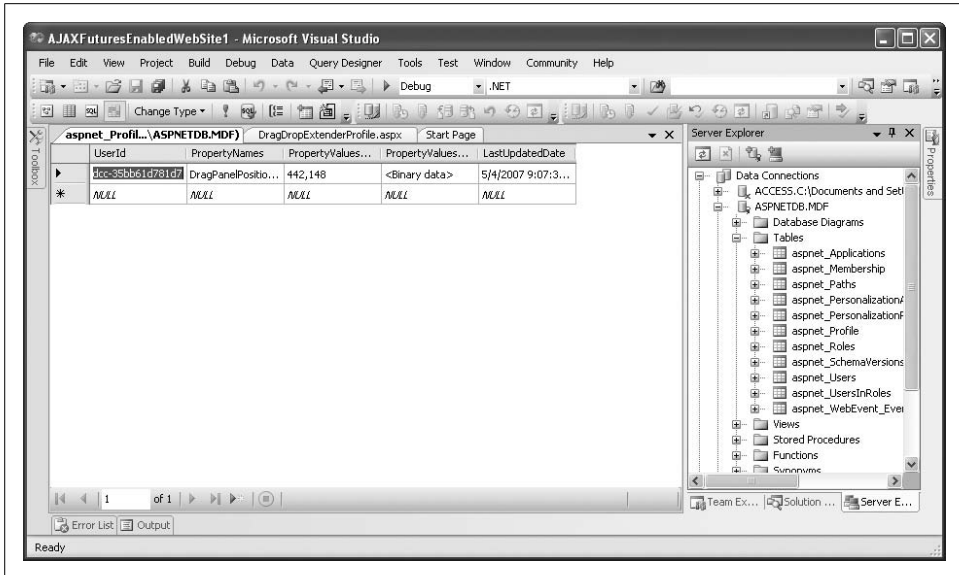 AJAXFuturesEnabledWebSite1 - Microsoft Visual Studio
File Edit View Project Build Debug Data Query Designer Tools Test Window Community Help
Debug .NET
Change Type
aspnet_Profil...\ASPNETDB.MDF) DragDropExtenderProfile.aspx Start Page
Toolbox
UserId PropertyNames PropertyValues... PropertyValues... LastUpdatedDate
dcc-35bb61d781d7 DragPanelPositio... 442,148 <Binary data> 5/4/2007 9:07:3...
NULL NULL NULL NULL NULL
1 of 1
Server Explorer
Data Connections
ACCESS.C:\Documents and Set
ASPNETDB.MDF
Database Diagrams
Tables
aspnet_Applications
aspnet_Membership
aspnet_Paths
aspnet_PersonalizationA
aspnet_PersonalizationP
aspnet_Profile
aspnet_Roles
aspnet_SchemaVersions
aspnet_Users
aspnet_UsersInRoles
aspnet_WebEvent_Eve
Views
Stored Procedures
Functions
Synonyms
Team Ex... Solution ... Server E...
Properties
Error List Output
Ready